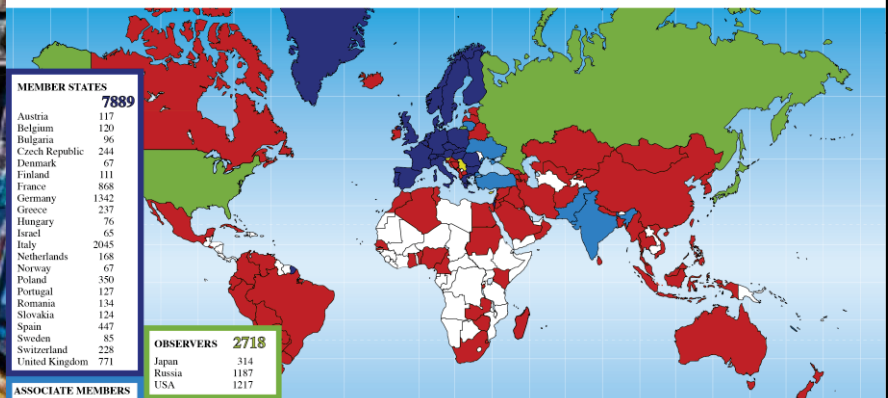 MEMBER STATES
7889
Austria 117
Belgium 120
Bulgaria 96
Czech Republic 244
Denmark 67
Finland 111
France 868
Germany 1342
Greece 237
Hungary 76
Israel 65
Italy 2045
Netherlands 168
Norway 67
Poland 350
Portugal 127
Romania 134
Slovakia 124
Spain 447
Sweden 85
Switzerland 228
United Kingdom 771
OBSERVERS 2718
Japan 314
Russia 1187
USA 1217
ASSOCIATE MEMBERS